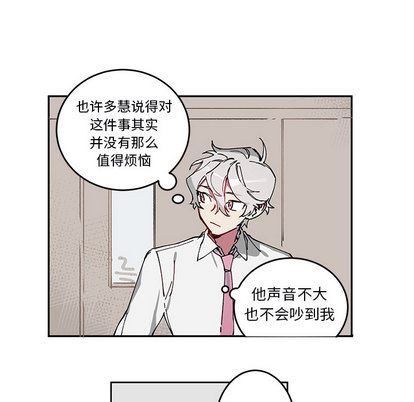 也许多慧说得对
这件事其实
并没有那么
值得烦恼
他声音不大
也不会吵到我